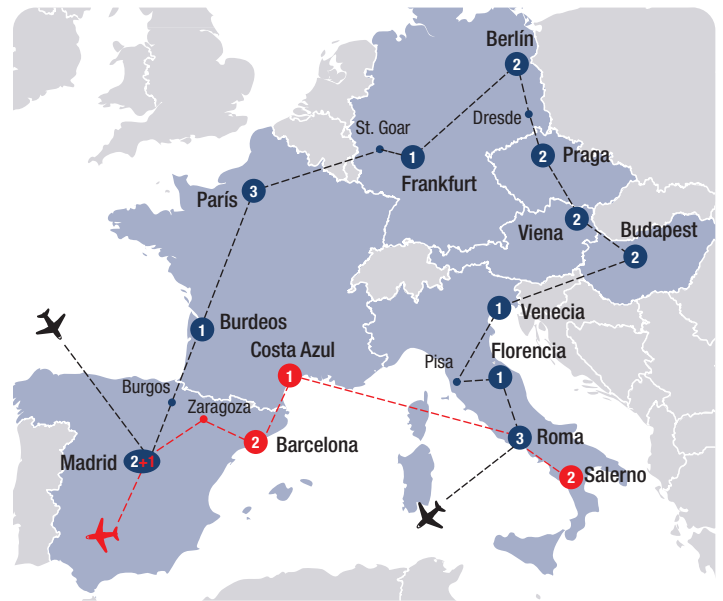 Berlín
2
Dresde
St. Goar
1
Frankfurt
2
Praga
París
3
2
Viena
Budapest
2
1
Venecia
1
Burdeos
Costa Azul
1
Florencia
1
Pisa
Burgos
Zaragoza
Madrid
2+1
2
Barcelona
3
Roma
2
Salerno